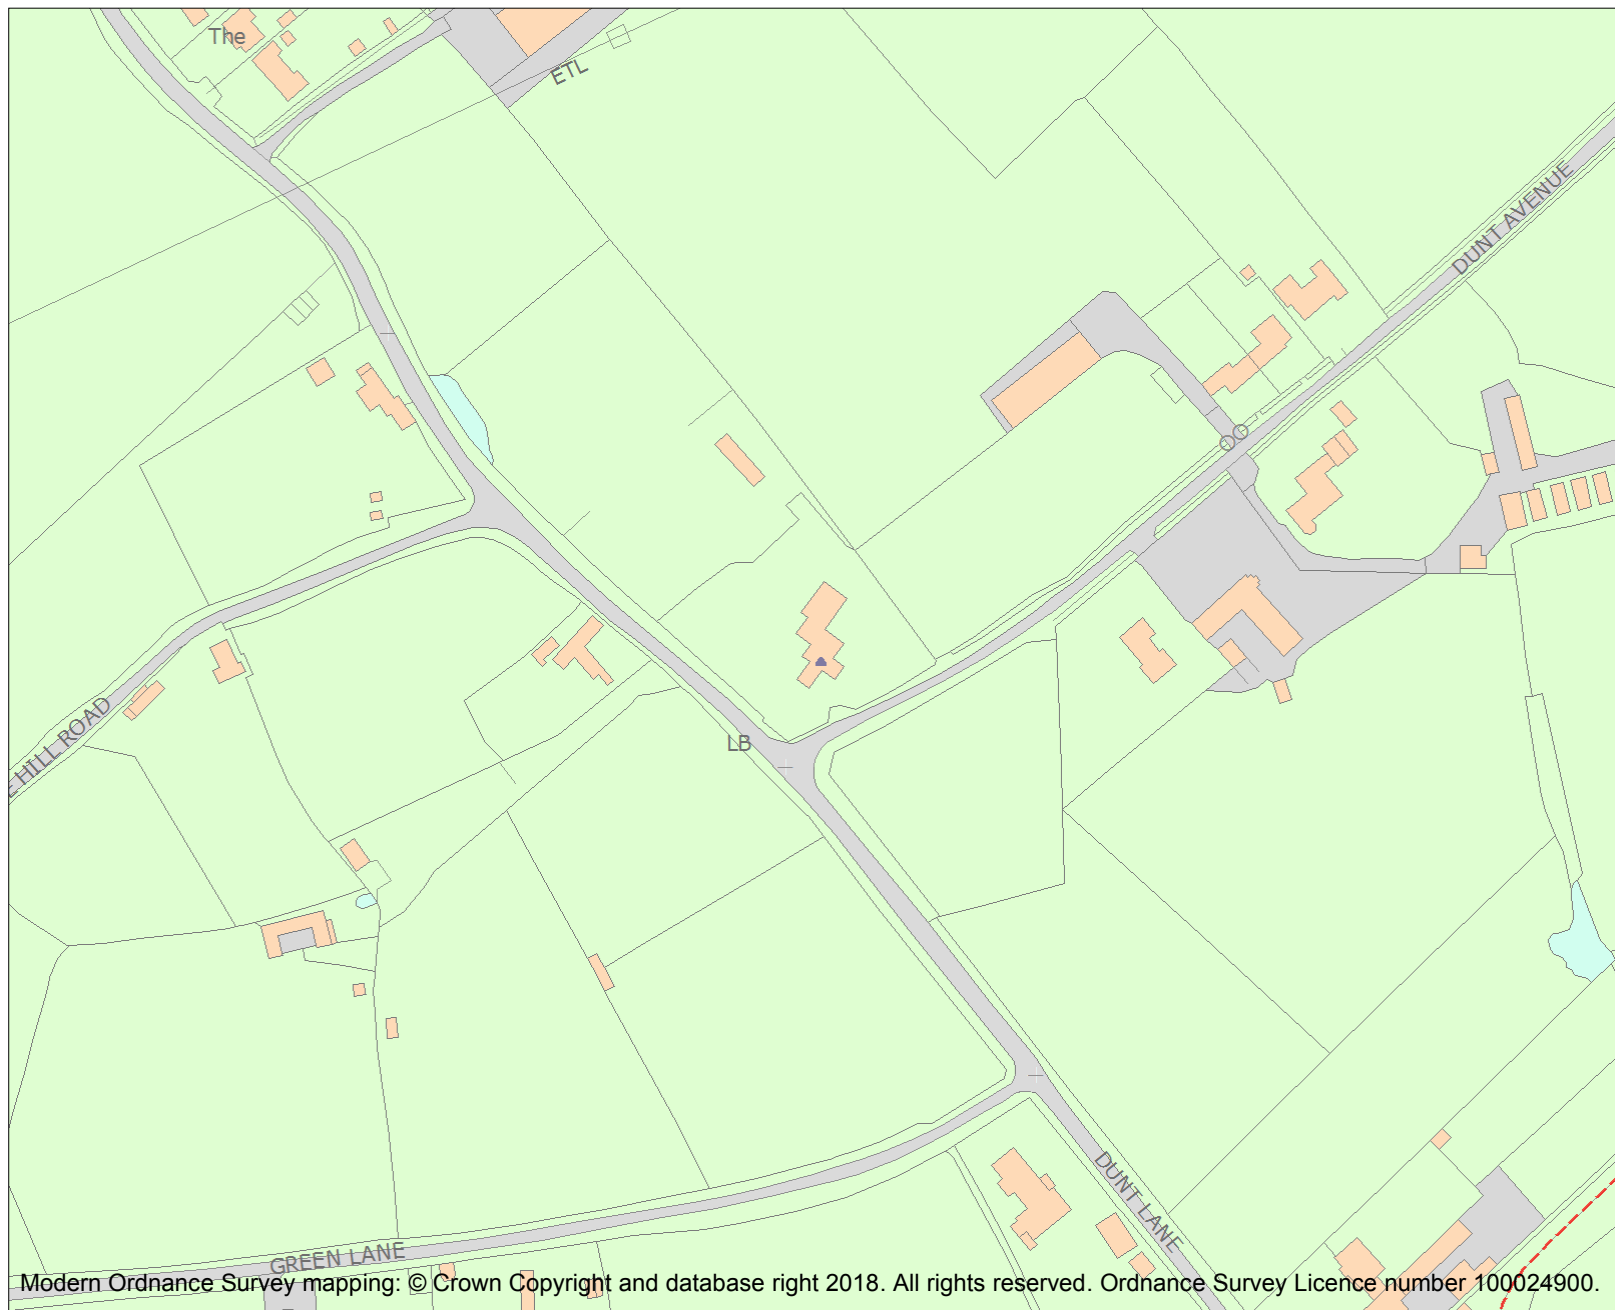 The
ETL
DUNT AVENUE
HILL ROAD
LB
DUNT LANE
GREEN LANE
Modern Ordnance Survey mapping: © Crown Copyright and database right 2018. All rights reserved. Ordnance Survey Licence number 100024900.